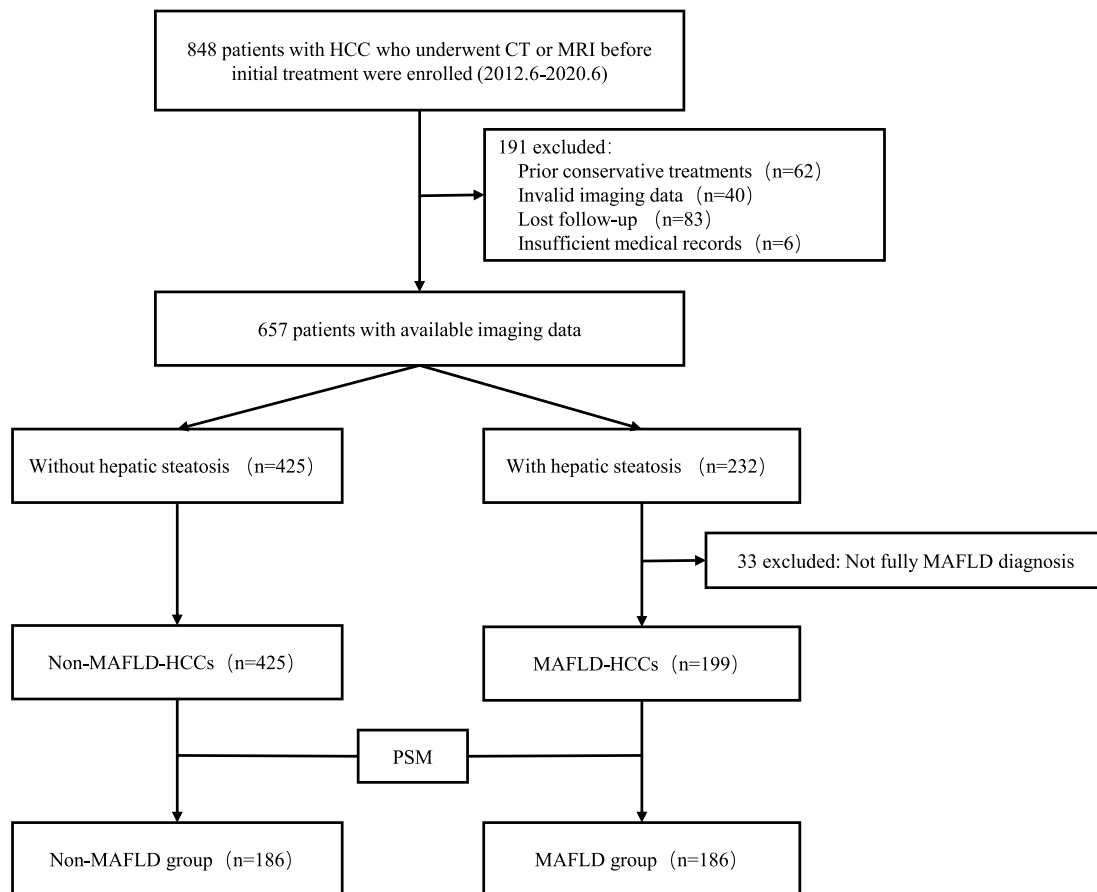 848 patients with HCC who underwent CT or MRI before
initial treatment were enrolled (2012.6-2020.6)
191 excluded：
Prior conservative treatments（n=62）
Invalid imaging data（n=40）
Lost follow-up（n=83）
Insufficient medical records（n=6）
657 patients with available imaging data
Without hepatic steatosis （n=425）
With hepatic steatosis（n=232）
33 excluded: Not fully MAFLD diagnosis
Non-MAFLD-HCCs（n=425）
MAFLD-HCCs（n=199）
PSM
Non-MAFLD group（n=186）
MAFLD group（n=186）